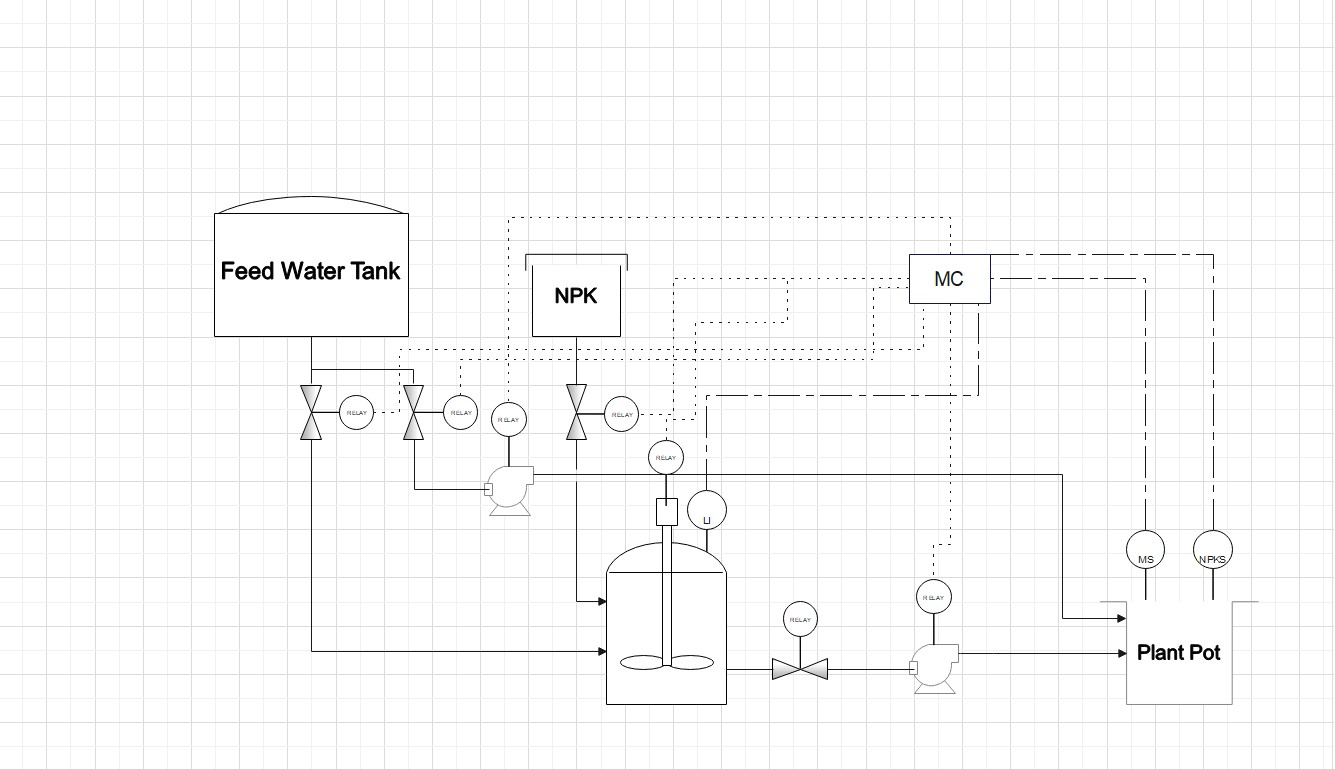 Feed Water Tank
NPK
MC
RELAY
RELAY
RELAY
RELAY
RELAY
LI
MS
NPKS
RELAY
RELAY
Plant Pot